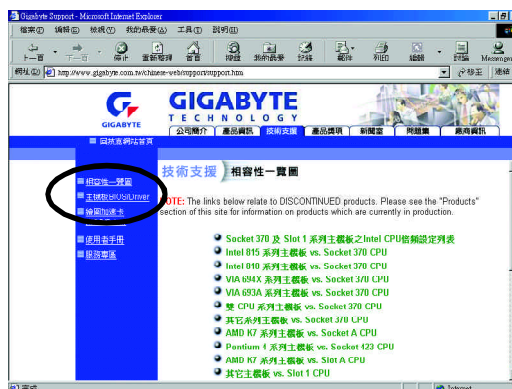 Gigabyte Support - Microsoft Internet Explorer
檔案(F) 編輯(E) 檢視(V) 我的最愛(A) 工具(T) 說明(H)
上一頁 下一頁 停止 重新整理 首頁 搜尋 我的最愛 記錄 郵件 列印 編輯 討論 Messenger
網址(D) http://www.gigabyte.com.tw/chinese-web/support/support.htm 移至 連結
GIGABYTE
GIGABYTE
TECHNOLOGY
公司簡介 產品資訊 技術支援 產品獎項 新聞室 問題集 廠商資訊
回技嘉網站首頁
技術支援 相容性一覽圖
相容性一覽圖
主機板BIOS/Driver
繪圖加速卡
使用者手冊
服務專區
NOTE: The links below relate to DISCONTINUED products. Please see the "Products"
section of this site for information on products which are currently in production.
Socket 370 及 Slot 1 系列主機板之Intel CPU倍頻設定列表
Intel 815 系列主機板 vs. Socket 370 CPU
Intel 810 系列主機板 vs. Socket 370 CPU
VIA 694X 系列主機板 vs. Socket 370 CPU
VIA 693A 系列主機板 vs. Socket 370 CPU
雙 CPU 系列主機板 vs. Socket 370 CPU
其它系列主機板 vs. Socket 370 CPU
AMD K7 系列主機板 vs. Socket A CPU
Pentium 4 系列主機板 vs. Socket 423 CPU
AMD K7 系列主機板 vs. Slot A CPU
其它主機板 vs. Slot 1 CPU
完成 Internet